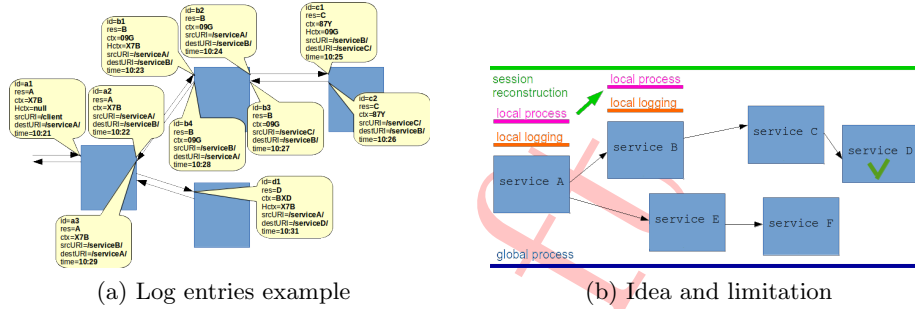 id=b1
res=B
ctx=09G
Hctx=X7B
srcURI=/serviceA/
destURI=/serviceB/
time=10:23
id=b2
res=B
ctx=09G
srcURI=/serviceB/
destURI=/serviceB/
time=10:24
id=c1
res=C
ctx=87Y
Hctx=09G
srcURI=/serviceB/
destURI=/serviceC/
time=10:25
id=a1
res=A
ctx=X7B
Hctx=null
srcURI=/client
destURI=/serviceA/
time=10:21
id=a2
res=A
ctx=X7B
srcURI=/serviceA/
destURI=/serviceB/
time=10:22
id=b4
res=B
ctx=09G
srcURI=/serviceB/
destURI=/serviceA/
time=10:28
id=b3
res=B
ctx=09G
srcURI=/serviceC/
destURI=/serviceB/
time=10:27
id=c2
res=C
ctx=87Y
srcURI=/serviceC/
destURI=/serviceB/
time=10:26
id=a3
res=A
ctx=X7B
srcURI=/serviceB/
destURI=/serviceA/
time=10:29
id=d1
res=D
ctx=BXD
Hctx=X7B
srcURI=/serviceA/
destURI=/serviceD/
time=10:31
(a) Log entries example
session
reconstruction
local process
local logging
local process
local logging
service A
service B
service C
service D
service E
service F
global process
(b) Idea and limitation